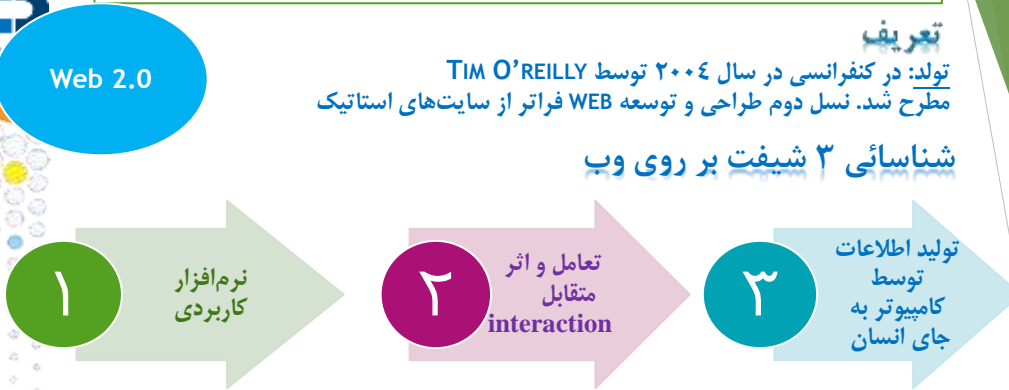 Web 2.0
تعریف
تولد: در کنفرانسی در سال ۲۰۰٤ توسط TIM O'REILLY
مطرح شد. نسل دوم طراحی و توسعه WEB فراتر از سایت‌های استاتیک
شناسائی ۳ شیفت بر روی وب
۱
نرم‌افزار
کاربردی
۲
تعامل و اثر
متقابل
interaction
۳
تولید اطلاعات
توسط
کامپیوتر به
جای انسان